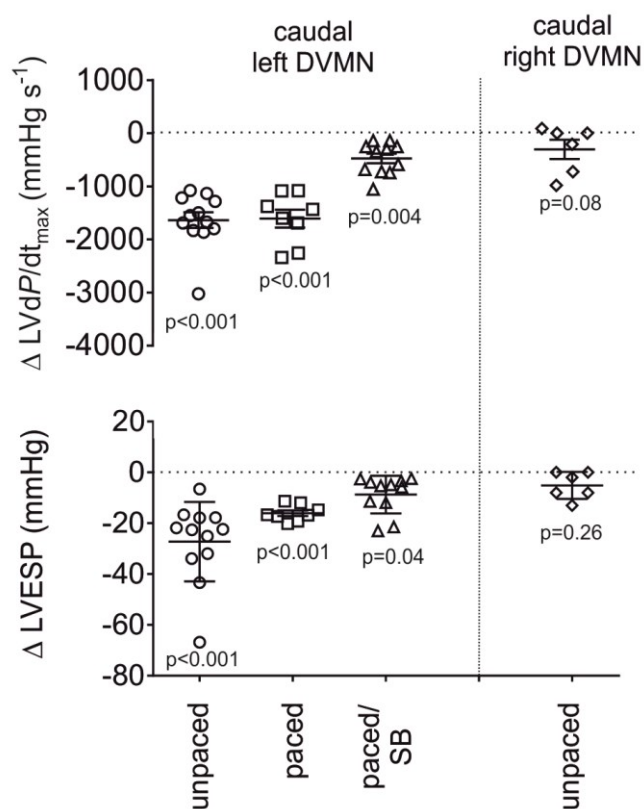 caudal
left DVMN
caudal
right DVMN
Δ LVdP/dtmax (mmHg s⁻¹)
1000
0
-1000
-2000
-3000
-4000
p<0.001
p<0.001
p=0.004
p=0.08
Δ LVESP (mmHg)
20
0
-20
-40
-60
-80
p<0.001
p<0.001
p=0.04
p=0.26
unpaced
paced
paced/
SB
unpaced